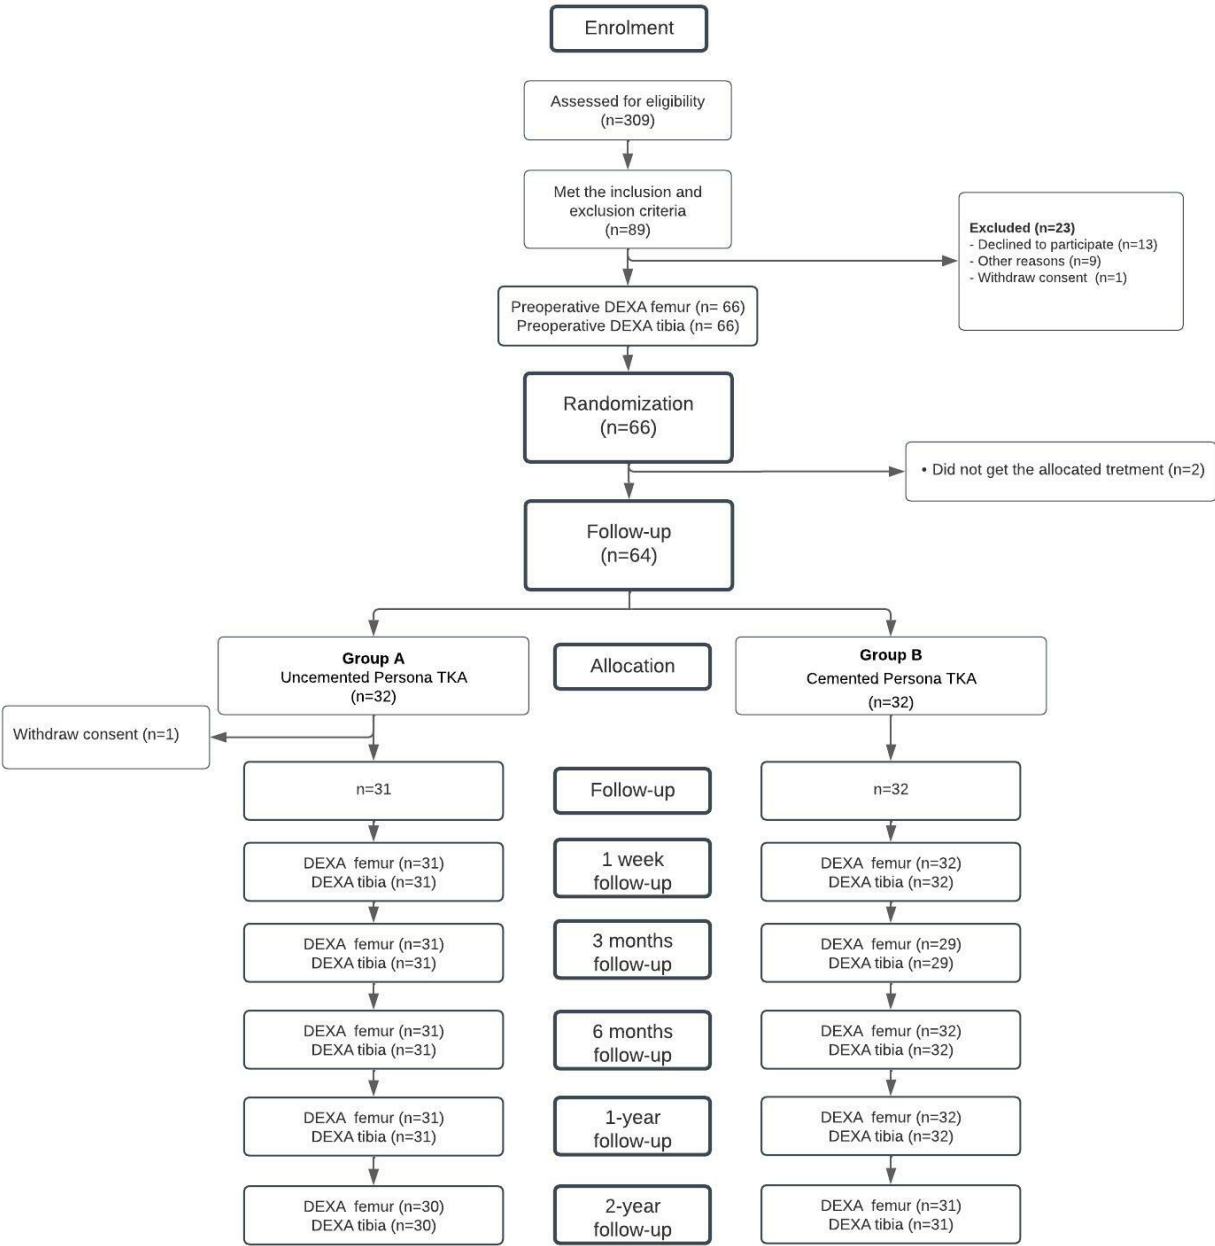 Enrolment
Assessed for eligibility
(n=309)
Met the inclusion and
exclusion criteria
(n=89)
Excluded (n=23)
- Declined to participate (n=13)
- Other reasons (n=9)
- Withdraw consent (n=1)
Preoperative DEXA femur (n= 66)
Preoperative DEXA tibia (n= 66)
Randomization
(n=66)
• Did not get the allocated tretment (n=2)
Follow-up
(n=64)
Group A
Uncemented Persona TKA
(n=32)
Allocation
Group B
Cemented Persona TKA
(n=32)
Withdraw consent (n=1)
n=31
Follow-up
n=32
DEXA femur (n=31)
DEXA tibia (n=31)
1 week
follow-up
DEXA femur (n=32)
DEXA tibia (n=32)
DEXA femur (n=31)
DEXA tibia (n=31)
3 months
follow-up
DEXA femur (n=29)
DEXA tibia (n=29)
DEXA femur (n=31)
DEXA tibia (n=31)
6 months
follow-up
DEXA femur (n=32)
DEXA tibia (n=32)
DEXA femur (n=31)
DEXA tibia (n=31)
1-year
follow-up
DEXA femur (n=32)
DEXA tibia (n=32)
DEXA femur (n=30)
DEXA tibia (n=30)
2-year
follow-up
DEXA femur (n=31)
DEXA tibia (n=31)